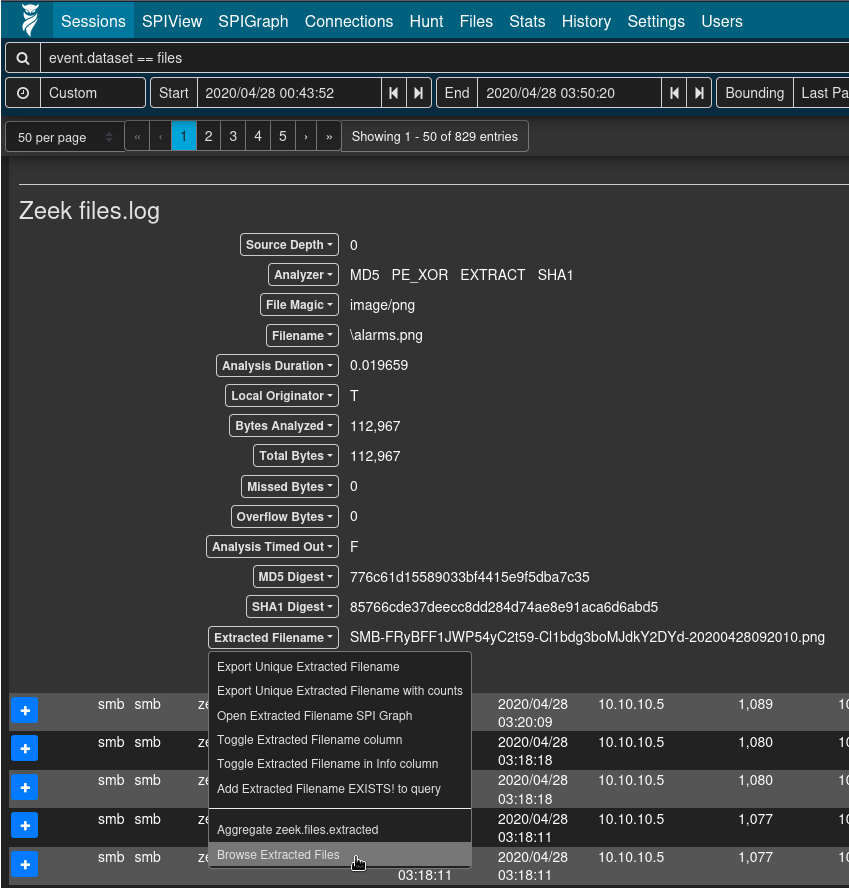 Sessions SPIView SPIGraph Connections Hunt Files Stats History Settings Users
event.dataset == files
Custom Start 2020/04/28 00:43:52 End 2020/04/28 03:50:20 Bounding Last Pa
50 per page « ‹ 1 2 3 4 5 › » Showing 1 - 50 of 829 entries
Zeek files.log
Source Depth 0
Analyzer MD5 PE_XOR EXTRACT SHA1
File Magic image/png
Filename \alarms.png
Analysis Duration 0.019659
Local Originator T
Bytes Analyzed 112,967
Total Bytes 112,967
Missed Bytes 0
Overflow Bytes 0
Analysis Timed Out F
MD5 Digest 776c61d15589033bf4415e9f5dba7c35
SHA1 Digest 85766cde37deecc8dd284d74ae8e91aca6d6abd5
Extracted Filename SMB-FRyBFF1JWP54yC2t59-Cl1bdg3boMJdkY2DYd-20200428092010.png
Export Unique Extracted Filename
Export Unique Extracted Filename with counts
Open Extracted Filename SPI Graph
Toggle Extracted Filename column
Toggle Extracted Filename in Info column
Add Extracted Filename EXISTS! to query
Aggregate zeek.files.extracted
Browse Extracted Files
smb smb ze 2020/04/28 10.10.10.5 1,089 10
03:20:09
smb smb ze 2020/04/28 10.10.10.5 1,080 10
03:18:18
smb smb ze 2020/04/28 10.10.10.5 1,080 10
03:18:18
smb smb ze 2020/04/28 10.10.10.5 1,077 10
03:18:11
smb smb ze 2020/04/28 10.10.10.5 1,077 10
03:18:11 03:18:11